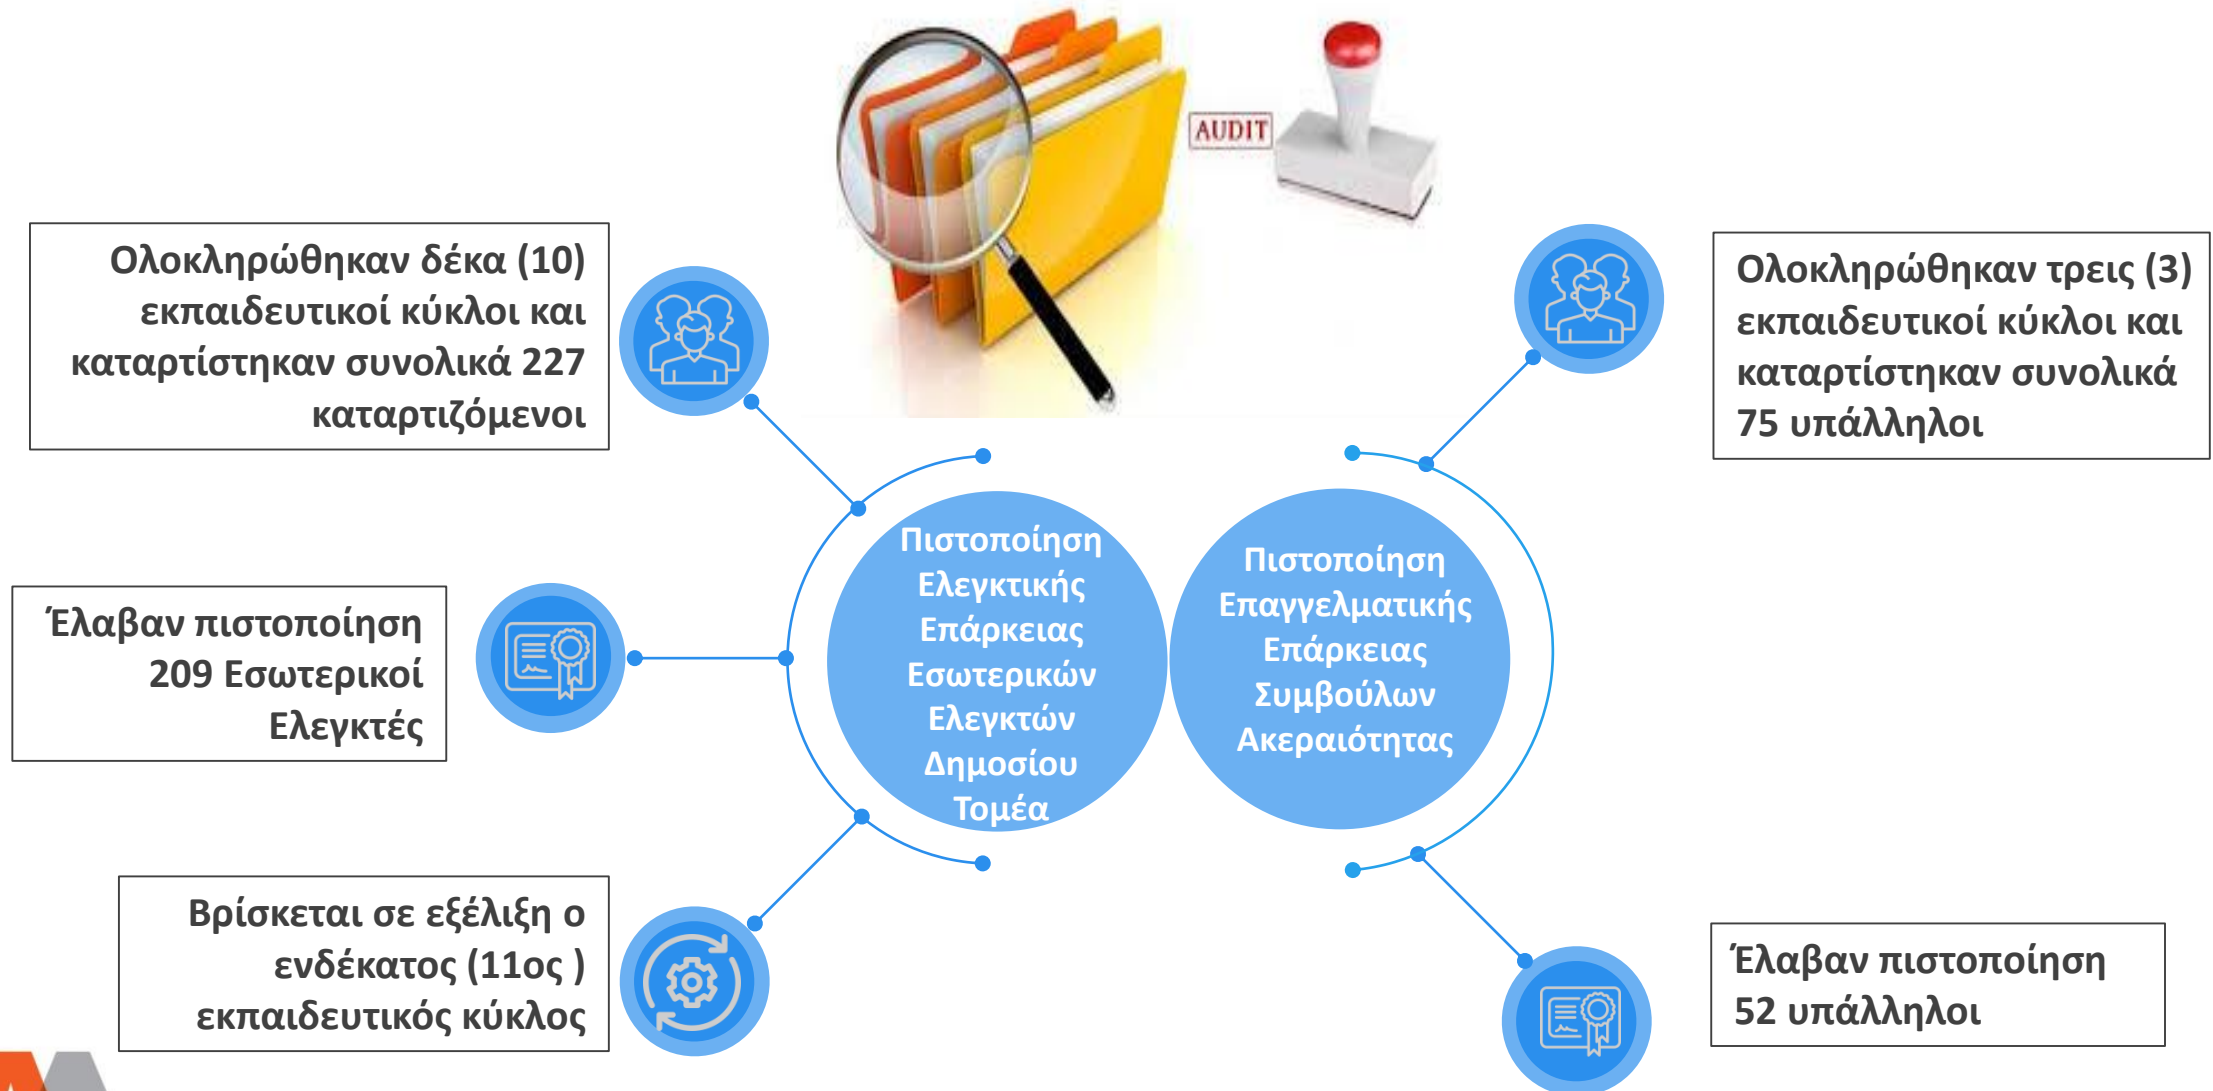 AUDIT
Ολοκληρώθηκαν δέκα (10)
εκπαιδευτικοί κύκλοι και
καταρτίστηκαν συνολικά 227
καταρτιζόμενοι
Έλαβαν πιστοποίηση
209 Εσωτερικοί
Ελεγκτές
Βρίσκεται σε εξέλιξη ο
ενδέκατος (11ος )
εκπαιδευτικός κύκλος
Πιστοποίηση
Ελεγκτικής
Επάρκειας
Εσωτερικών
Ελεγκτών
Δημοσίου
Τομέα
Πιστοποίηση
Επαγγελματικής
Επάρκειας
Συμβούλων
Ακεραιότητας
Ολοκληρώθηκαν τρεις (3)
εκπαιδευτικοί κύκλοι και
καταρτίστηκαν συνολικά
75 υπάλληλοι
Έλαβαν πιστοποίηση
52 υπάλληλοι